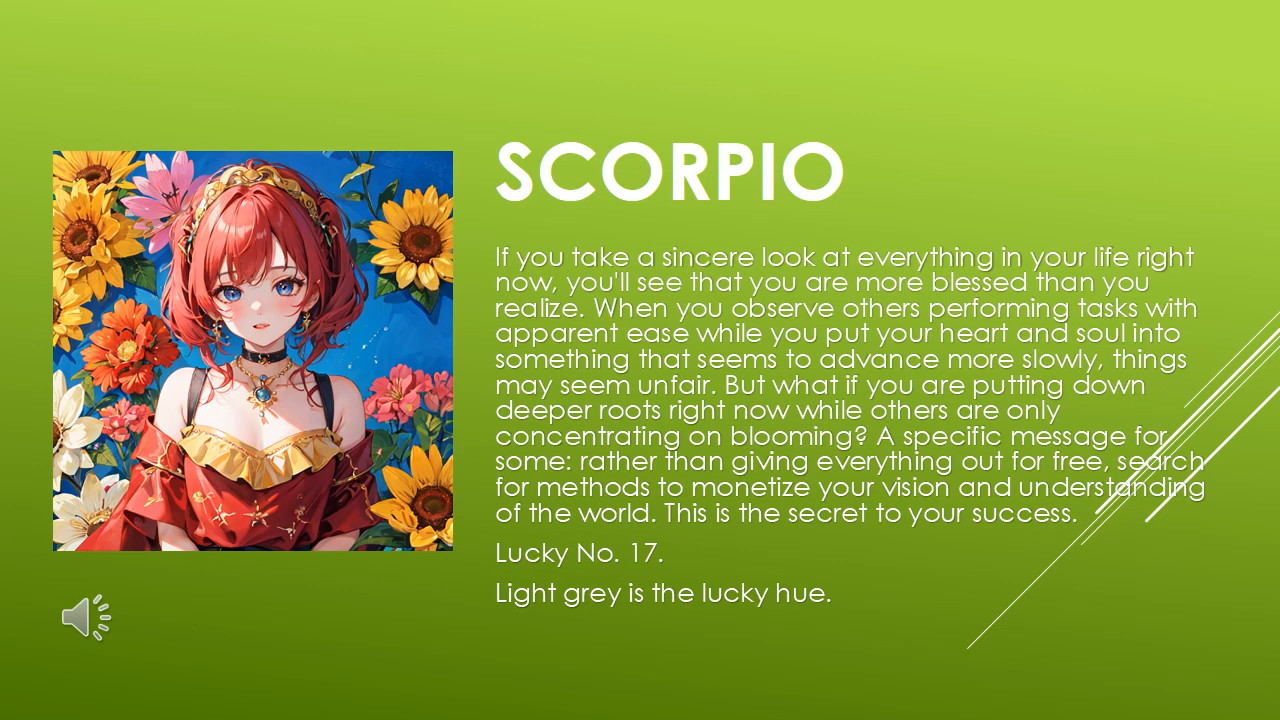 SCORPIO
If you take a sincere look at everything in your life right
now, you'll see that you are more blessed than you
realize. When you observe others performing tasks with
apparent ease while you put your heart and soul into
something that seems to advance more slowly, things
may seem unfair. But what if you are putting down
deeper roots right now while others are only
concentrating on blooming? A specific message for
some: rather than giving everything out for free, search
for methods to monetize your vision and understanding
of the world. This is the secret to your success.
Lucky No. 17.
Light grey is the lucky hue.